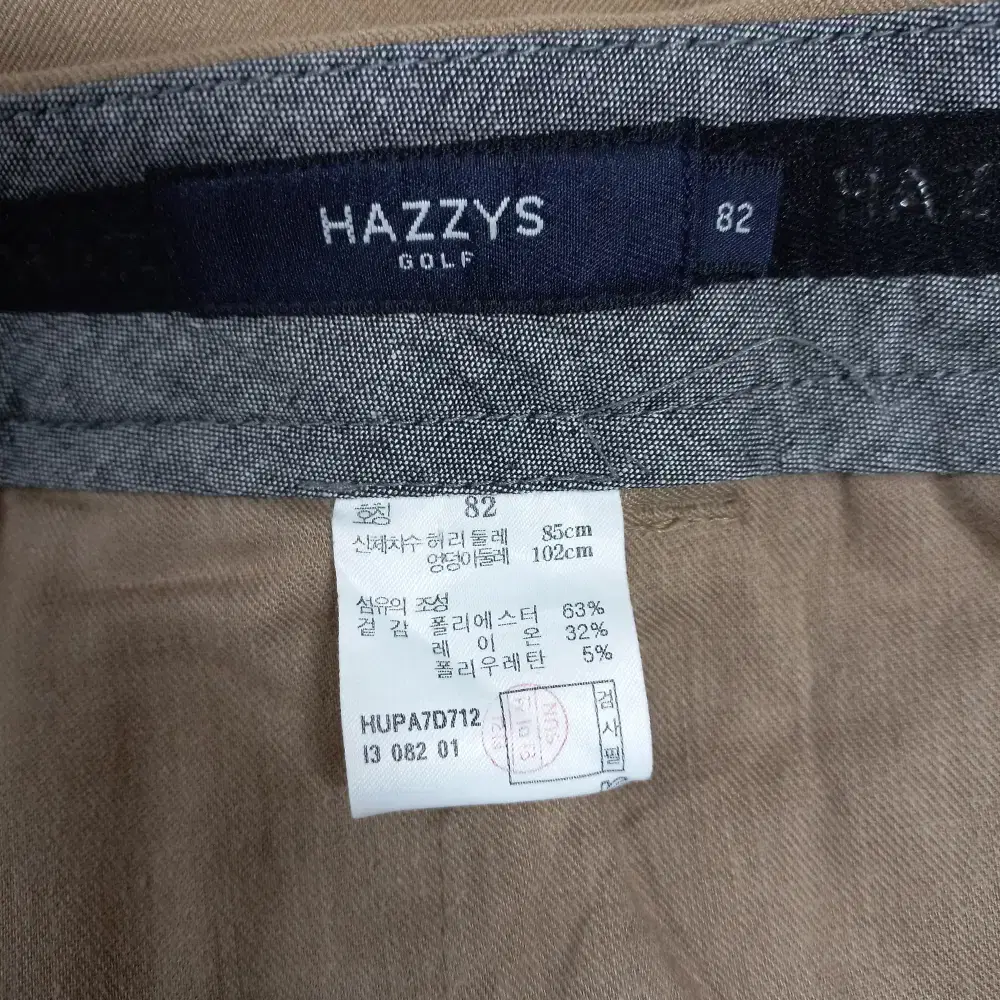 HAZZYS
GOLF
82
HAZ
호칭 82
신체치수 허리둘레 85cm
엉덩이둘레 102cm
섬유의 조성
겉감 폴리에스터 63%
레이온 32%
폴리우레탄 5%
HUPA7D712
I3 082 01
검사필